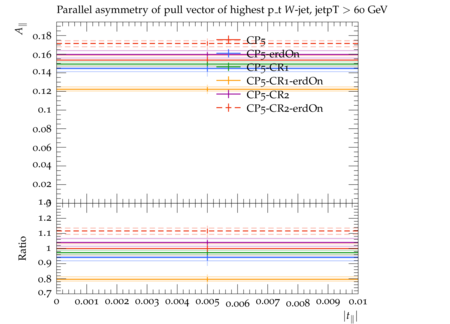 Parallel asymmetry of pull vector of highest p_t W-jet, jetpT > 60 GeV
A∥
0.18
0.16
0.14
0.12
0.1
0.08
0.06
0.04
0.02
CP5
CP5-erdOn
CP5-CR1
CP5-CR1-erdOn
CP5-CR2
CP5-CR2-erdOn
Ratio
1.2
1.1
1
0.9
0.8
0.7
0 0.001 0.002 0.003 0.004 0.005 0.006 0.007 0.008 0.009 0.01
|t∥|